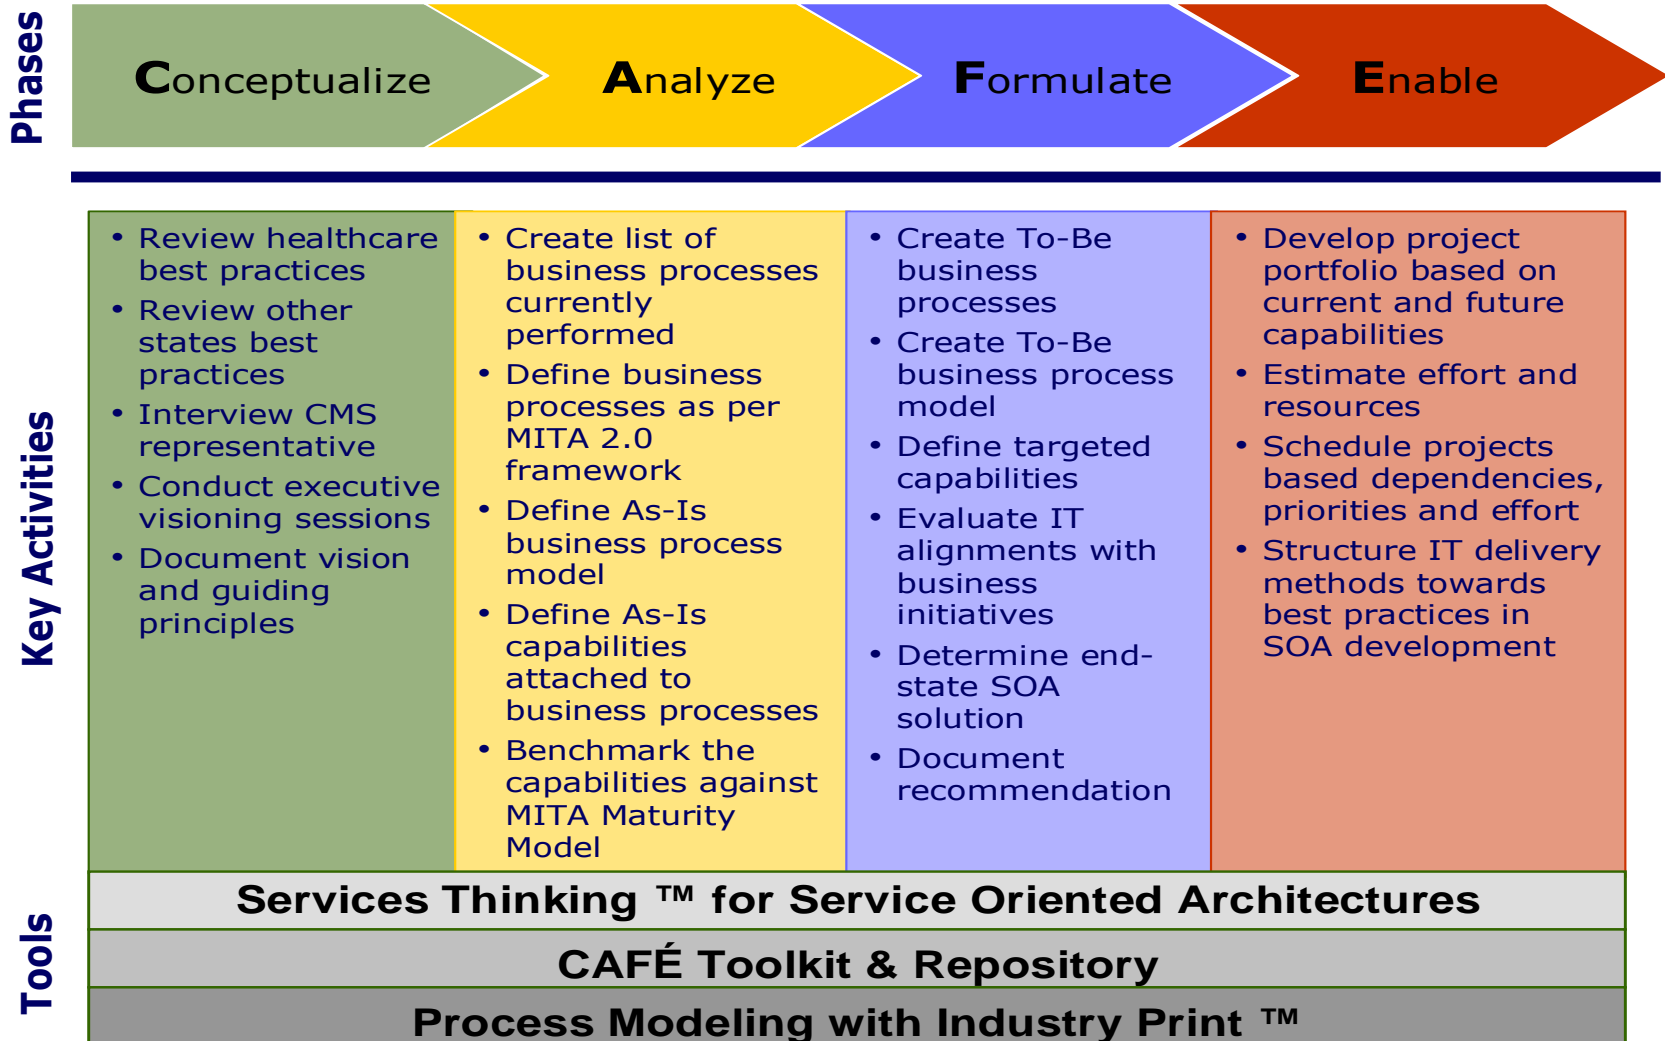 Phases
Conceptualize
Analyze
Formulate
Enable
Key Activities
• Review healthcare
best practices
• Review other
states best
practices
• Interview CMS
representative
• Conduct executive
visioning sessions
• Document vision
and guiding
principles
• Create list of
business processes
currently
performed
• Define business
processes as per
MITA 2.0
framework
• Define As-Is
business process
model
• Define As-Is
capabilities
attached to
business processes
• Benchmark the
capabilities against
MITA Maturity
Model
• Create To-Be
business
processes
• Create To-Be
business process
model
• Define targeted
capabilities
• Evaluate IT
alignments with
business
initiatives
• Determine end-
state SOA
solution
• Document
recommendation
• Develop project
portfolio based on
current and future
capabilities
• Estimate effort and
resources
• Schedule projects
based dependencies,
priorities and effort
• Structure IT delivery
methods towards
best practices in
SOA development
Tools
Services Thinking ™ for Service Oriented Architectures
CAFÉ Toolkit & Repository
Process Modeling with Industry Print ™